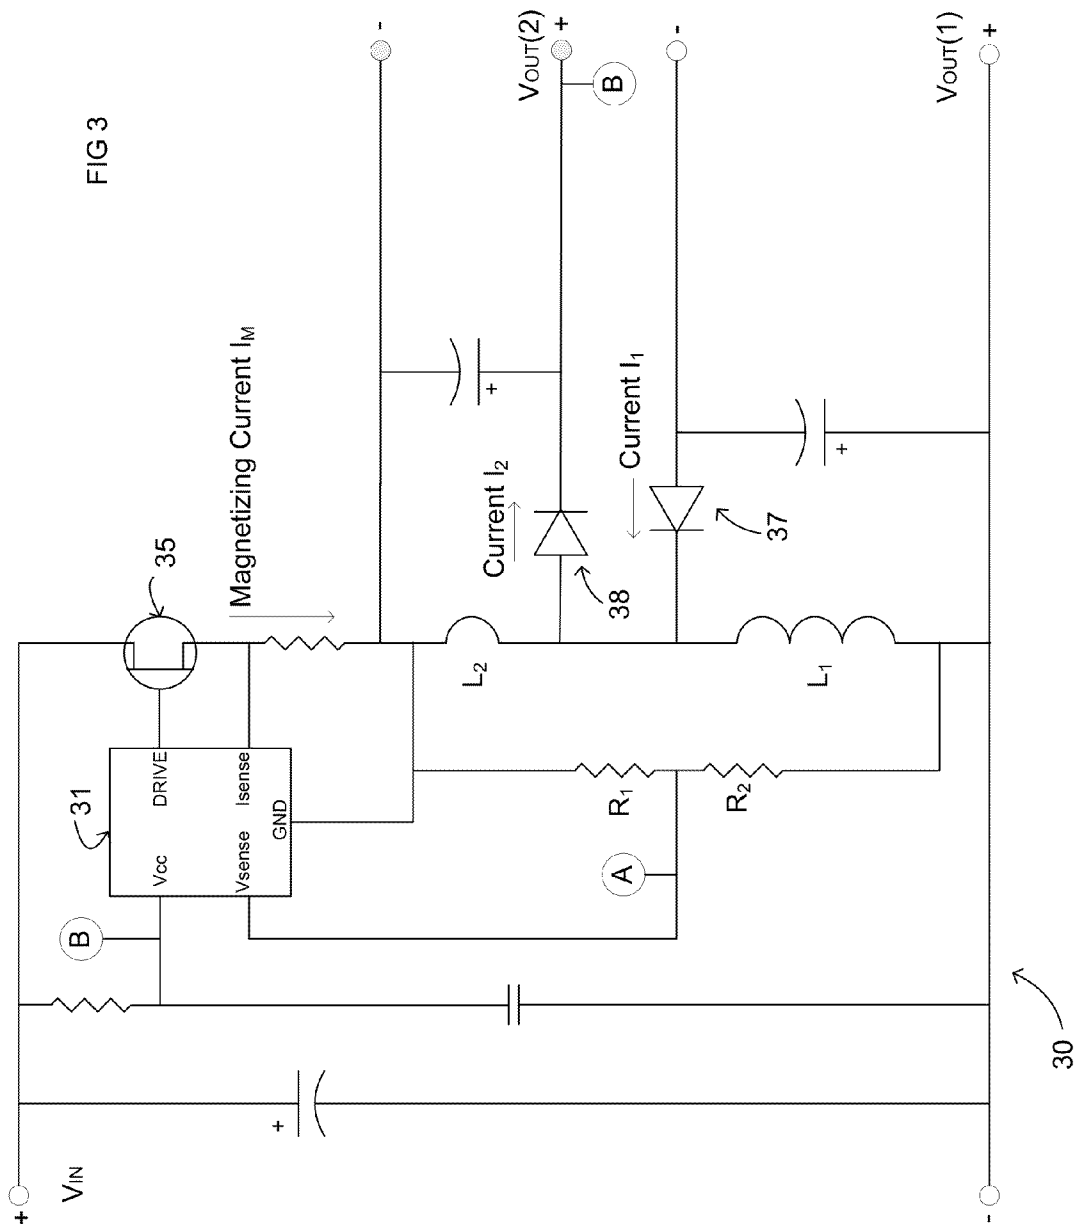 +
VIN
B
31
FIG 3
Vcc
DRIVE
35
Vsense
Isense
Magnetizing Current IM
+
GND
-
L2
+
Current I2
VOUT(2)
+
B
A
R1
38
Current I1
-
R2
37
L1
+
VOUT(1)
-
+
30